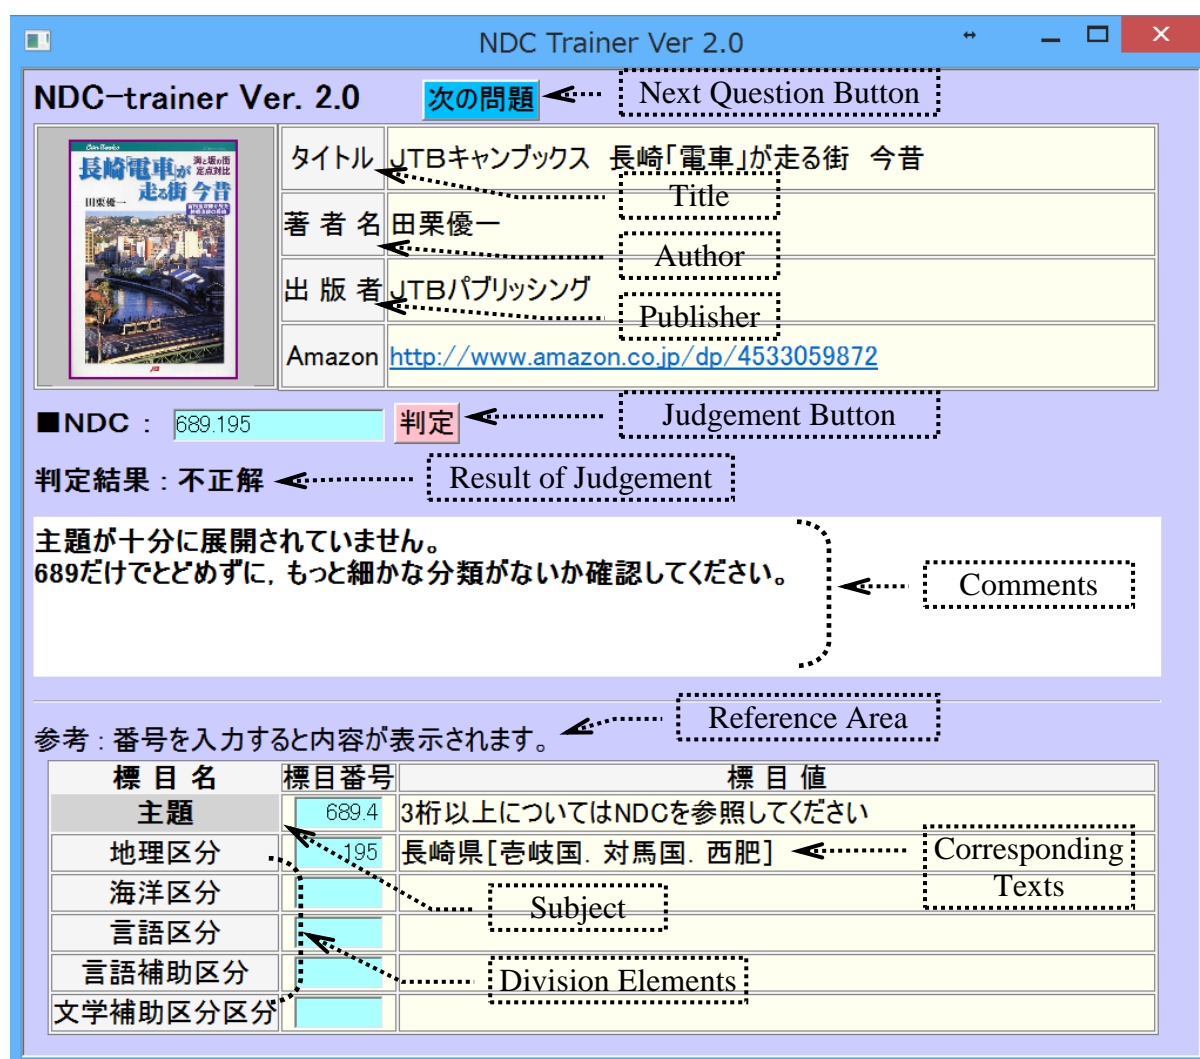 NDC Trainer Ver 2.0
NDC-trainer Ver. 2.0 次の問題 Next Question Button
Can Books
長崎「電車」が 海と坂の街 定点対比
走る街 今昔
田栗優一
JTB
タイトル JTBキャンブックス 長崎「電車」が走る街 今昔
Title
著 者 名 田栗優一
Author
出 版 者 JTBパブリッシング
Publisher
Amazon http://www.amazon.co.jp/dp/4533059872
■NDC : 689.195 判定 Judgement Button
判定結果 : 不正解 Result of Judgement
主題が十分に展開されていません。
689だけでとどめずに, もっと細かな分類がないか確認してください。
Comments
Reference Area
参考 : 番号を入力すると内容が表示されます。
標 目 名 標目番号 標 目 値
主題 689.4 3桁以上についてはNDCを参照してください
地理区分 195 長崎県[壱岐国. 対馬国. 西肥] Corresponding
Texts
海洋区分 Subject
言語区分
言語補助区分 Division Elements
文学補助区分区分